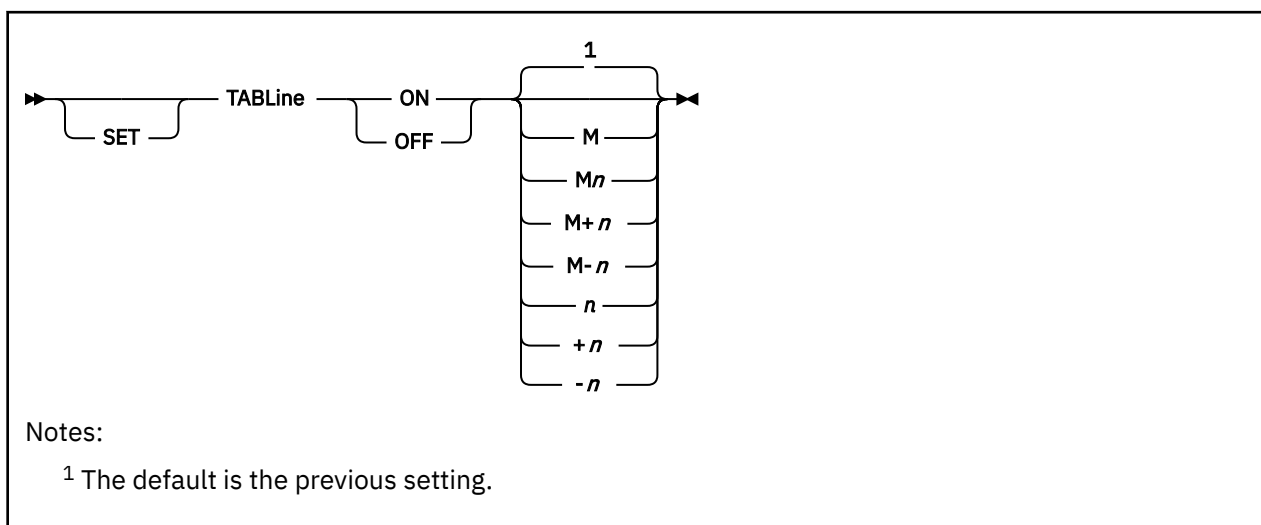 1
TABLine ON
SET OFF M
Mn
M+n
M-n
n
+n
-n
Notes:
1 The default is the previous setting.